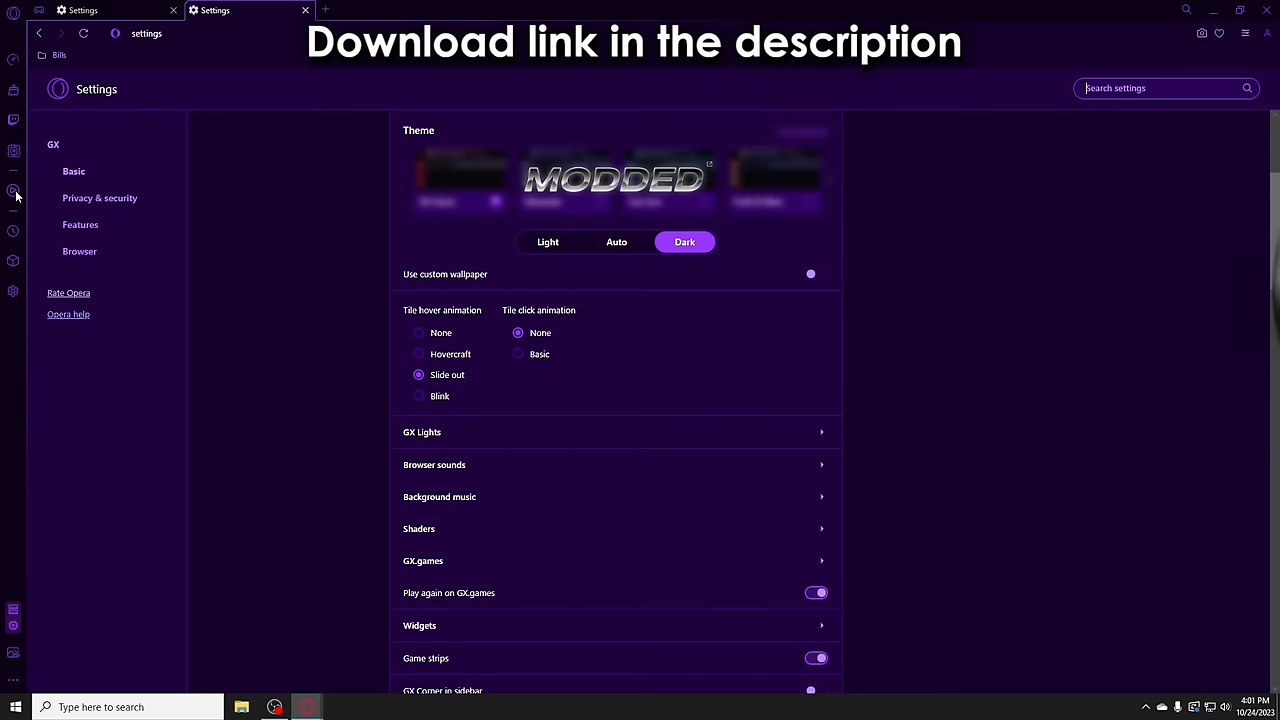 Settings
Settings
settings
Download link in the description
Bills
Settings
Search settings
GX
Basic
Privacy & security
Features
Browser
Rate Opera
Opera help
Theme
MODDED
Light
Auto
Dark
Use custom wallpaper
Tile hover animation
Tile click animation
None
None
Hovercraft
Basic
Slide out
Blink
GX Lights
Browser sounds
Background music
Shaders
GX.games
Play again on GX.games
Widgets
Game strips
GX Corner in sidebar
Type here to search
4:01 PM
10/24/2023